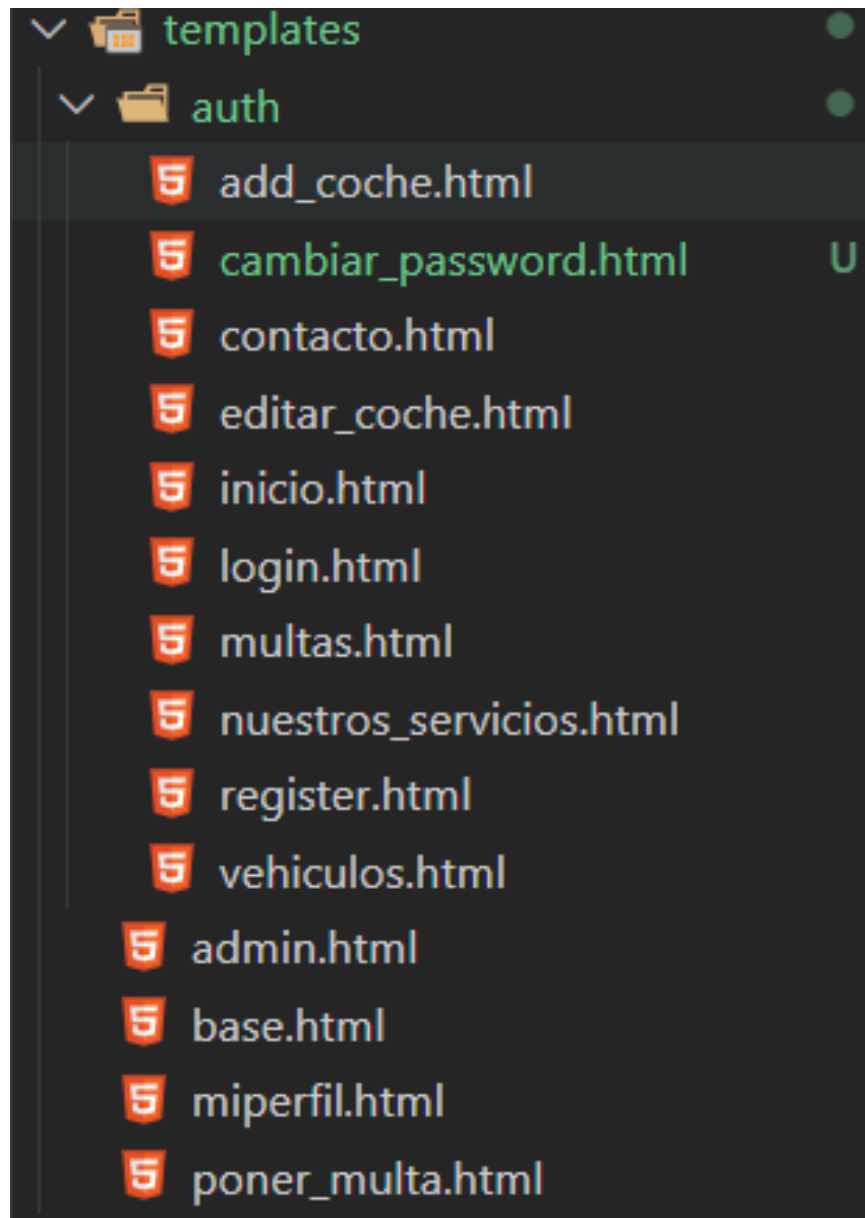 templates
auth
add_coche.html
cambiar_password.html U
contacto.html
editar_coche.html
inicio.html
login.html
multas.html
nuestros_servicios.html
register.html
vehiculos.html
admin.html
base.html
miperfil.html
poner_multa.html